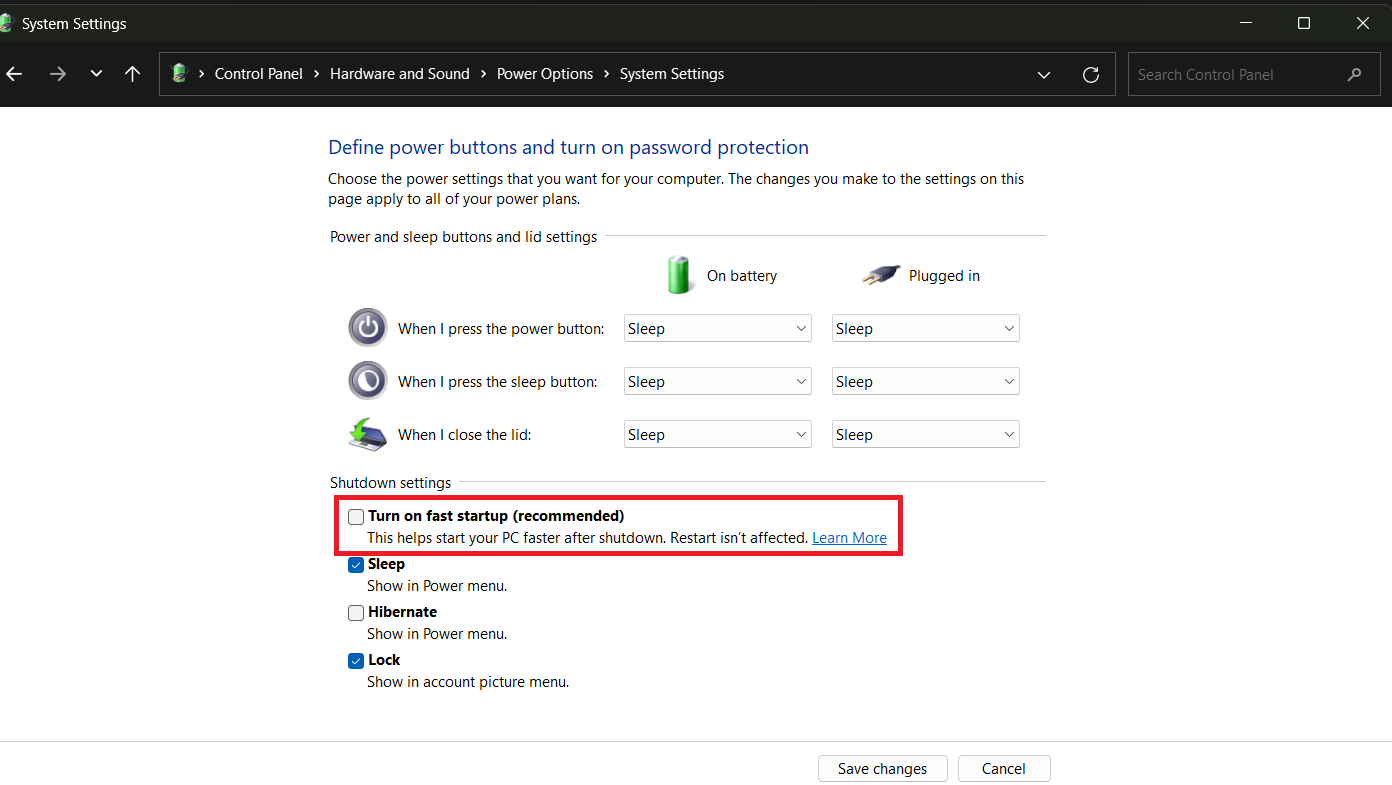 System Settings
Control Panel > Hardware and Sound > Power Options > System Settings
Search Control Panel
Define power buttons and turn on password protection
Choose the power settings that you want for your computer. The changes you make to the settings on this
page apply to all of your power plans.
Power and sleep buttons and lid settings
On battery Plugged in
When I press the power button: Sleep Sleep
When I press the sleep button: Sleep Sleep
When I close the lid: Sleep Sleep
Shutdown settings
Turn on fast startup (recommended)
This helps start your PC faster after shutdown. Restart isn't affected. Learn More
Sleep
Show in Power menu.
Hibernate
Show in Power menu.
Lock
Show in account picture menu.
Save changes Cancel